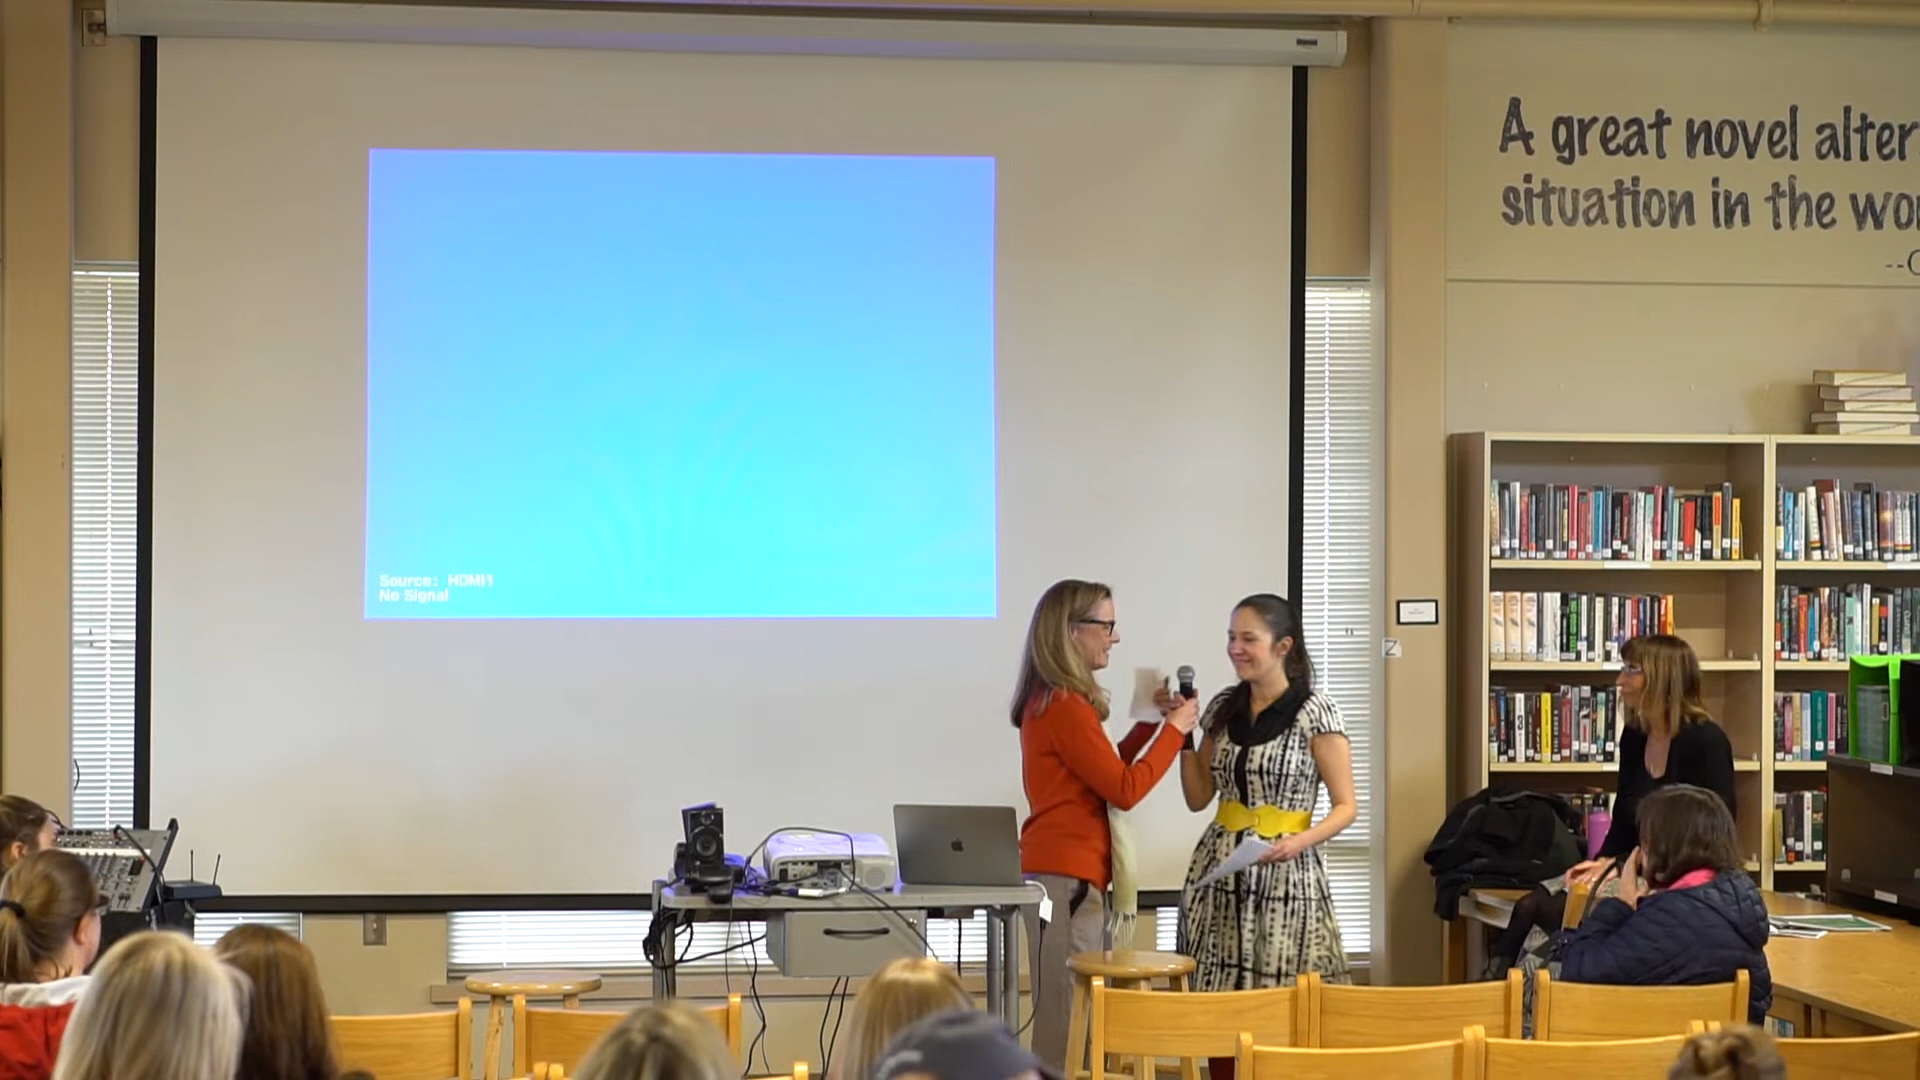 A great novel alter
situation in the wo
--C
Source: HDMI1
No Signal
Z